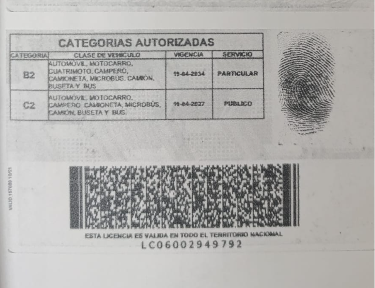 CATEGORIAS AUTORIZADAS
CATEGORIA CLASE DE VEHICULO VIGENCIA SERVICIO
B2 AUTOMOVIL, MOTOCARRO, CUATRIMOTO, CAMPERO, CAMIONETA, MICROBUS, CAMION, BUSETA Y BUS 19-04-2034 PARTICULAR
C2 AUTOMOVIL, MOTOCARRO, CAMPERO, CAMIONETA, MICROBUS, CAMION, BUSETA Y BUS 19-04-2027 PUBLICO
ESTA LICENCIA ES VALIDA EN TODO EL TERRITORIO NACIONAL
LC06002949792